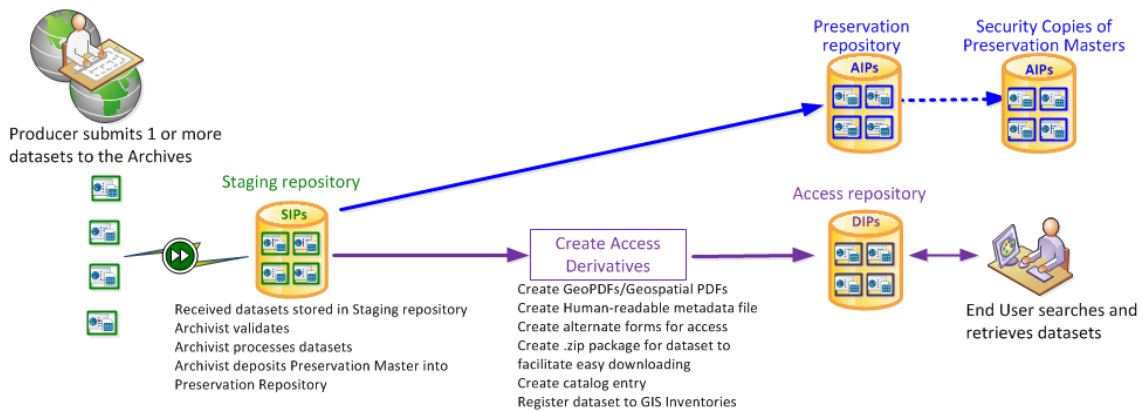 Producer submits 1 or more
datasets to the Archives
Staging repository
SIPs
Received datasets stored in Staging repository
Archivist validates
Archivist processes datasets
Archivist deposits Preservation Master into
Preservation Repository
Create Access
Derivatives
Create GeoPDFs/Geospatial PDFs
Create Human-readable metadata file
Create alternate forms for access
Create .zip package for dataset to
facilitate easy downloading
Create catalog entry
Register dataset to GIS Inventories
Preservation
repository
AIPs
Security Copies of
Preservation Masters
AIPs
Access repository
DIPs
End User searches and
retrieves datasets